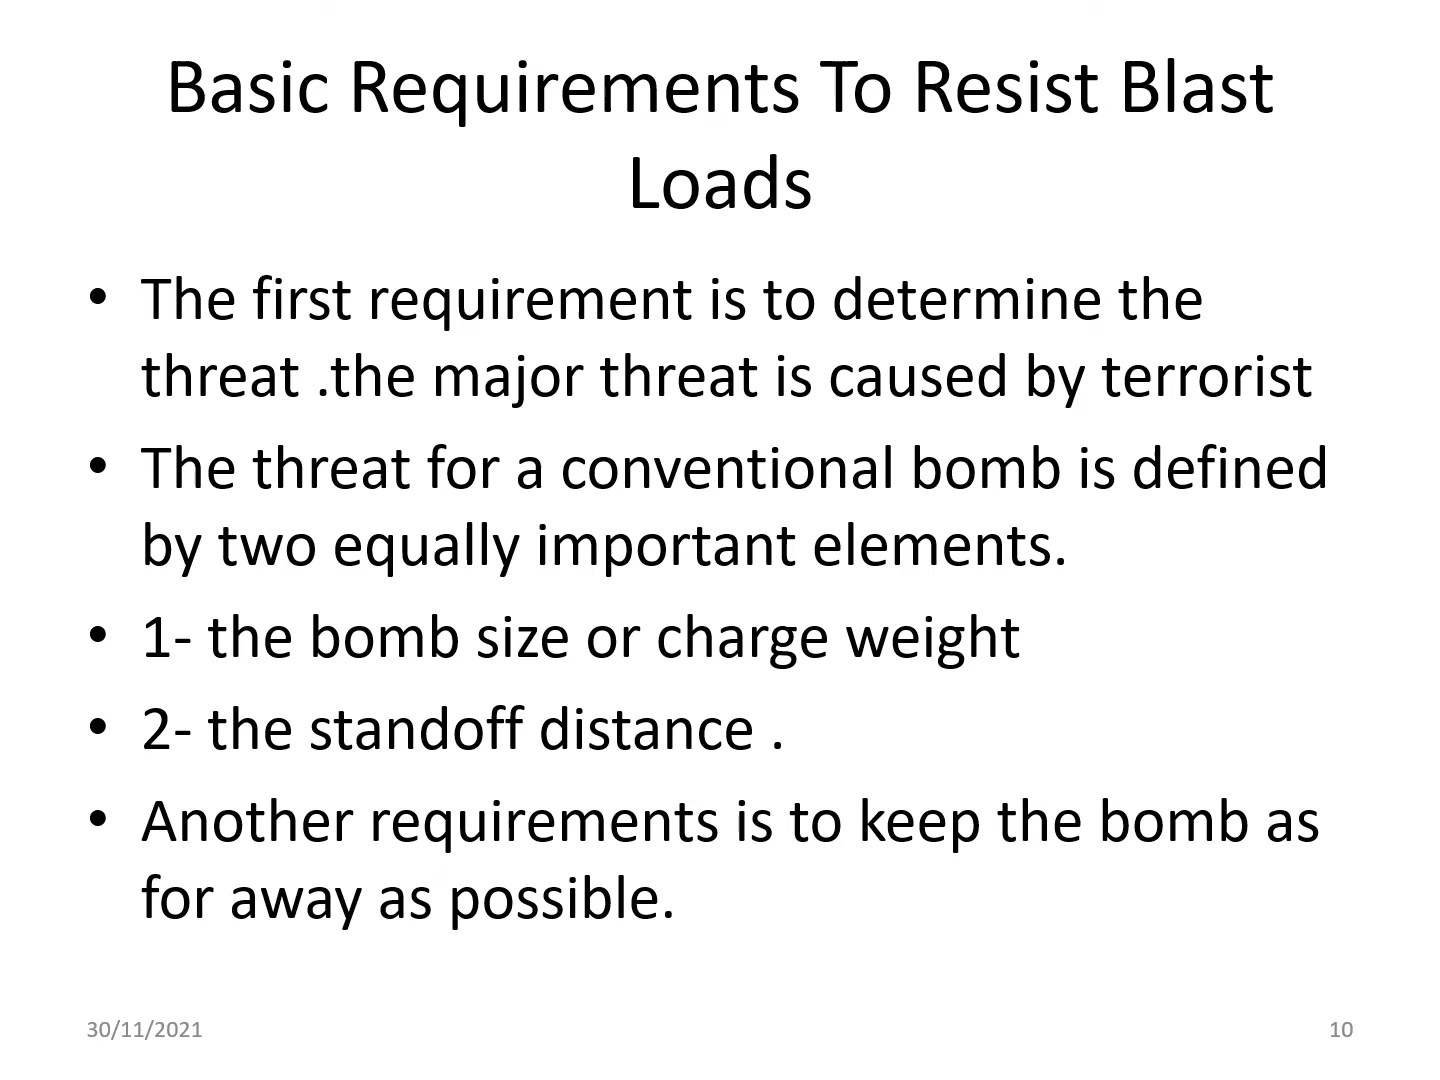 Basic Requirements To Resist Blast
Loads
• The first requirement is to determine the
threat .the major threat is caused by terrorist
• The threat for a conventional bomb is defined
by two equally important elements.
• 1- the bomb size or charge weight
• 2- the standoff distance .
• Another requirements is to keep the bomb as
for away as possible.
30/11/2021
10